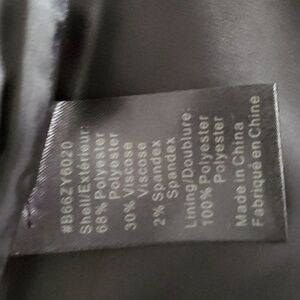 #B66ZY6020
Shell/Extérieur:
68% Polyester
Polyester
30% Viscose
Viscose
2% Spandex
Spandex
Lining/Doublure:
100% Polyester
Polyester
Made in China
Fabriqué en Chine